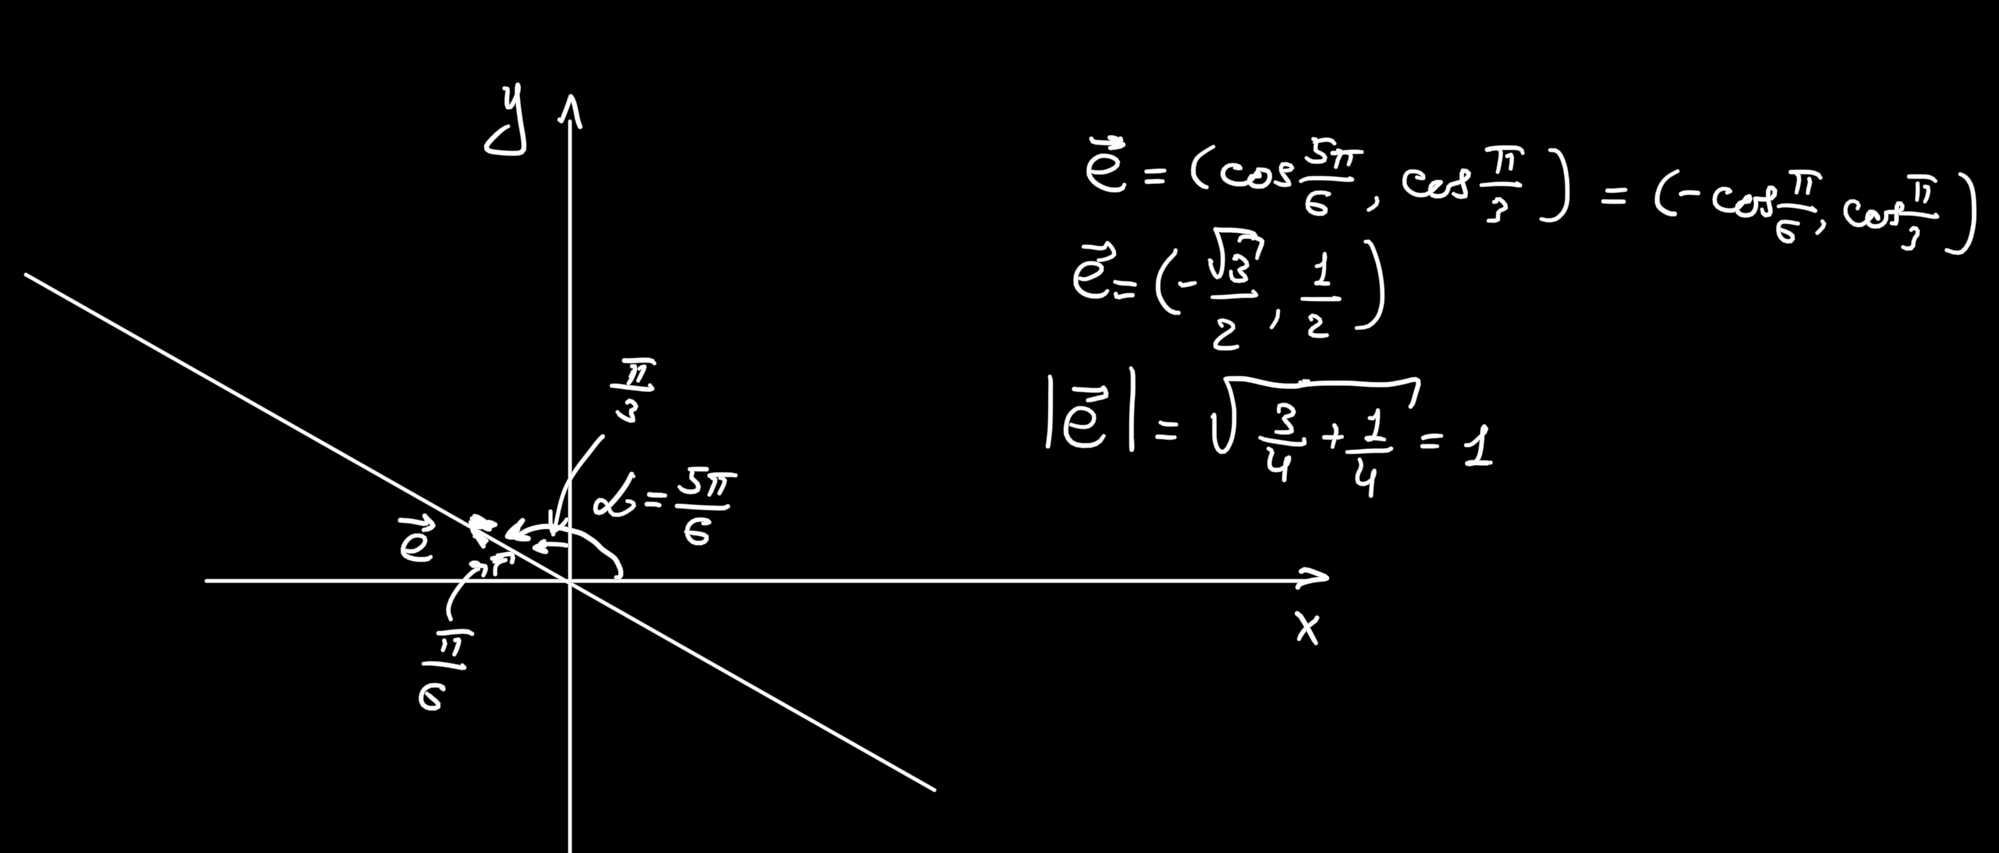 y
e⃗ = (cos 5π/6, cos π/3) = (-cos π/6, cos π/3)
e⃗ = (-√3/2, 1/2)
π/3
|e⃗| = √(3/4 + 1/4) = 1
α = 5π/6
e⃗
x
π/6